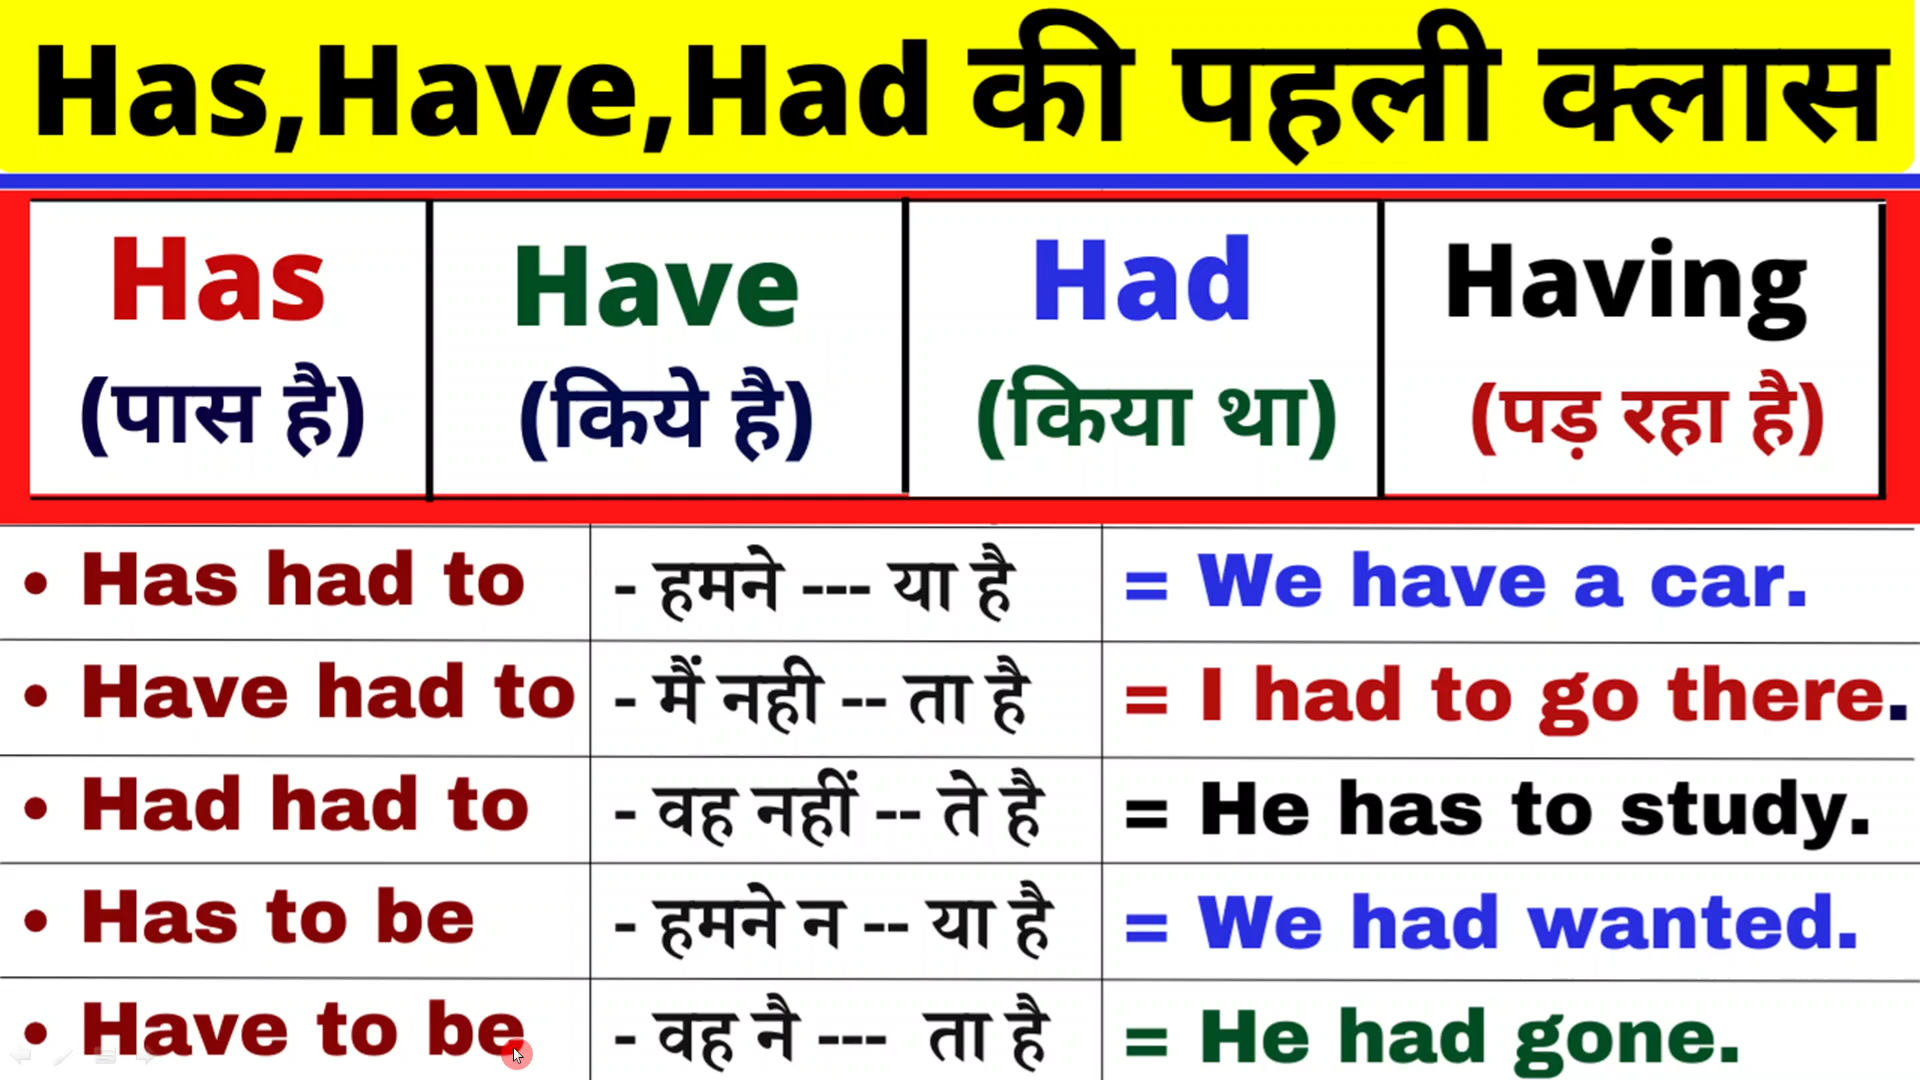 Has,Have,Had की पहली क्लास
Has Have Had Having
(पास है) (किये है) (किया था) (पड़ रहा है)
• Has had to - हमने --- या है = We have a car.
• Have had to - मैं नही -- ता है = I had to go there.
• Had had to - वह नहीं -- ते है = He has to study.
• Has to be - हमने न -- या है = We had wanted.
• Have to be - वह नै --- ता है = He had gone.